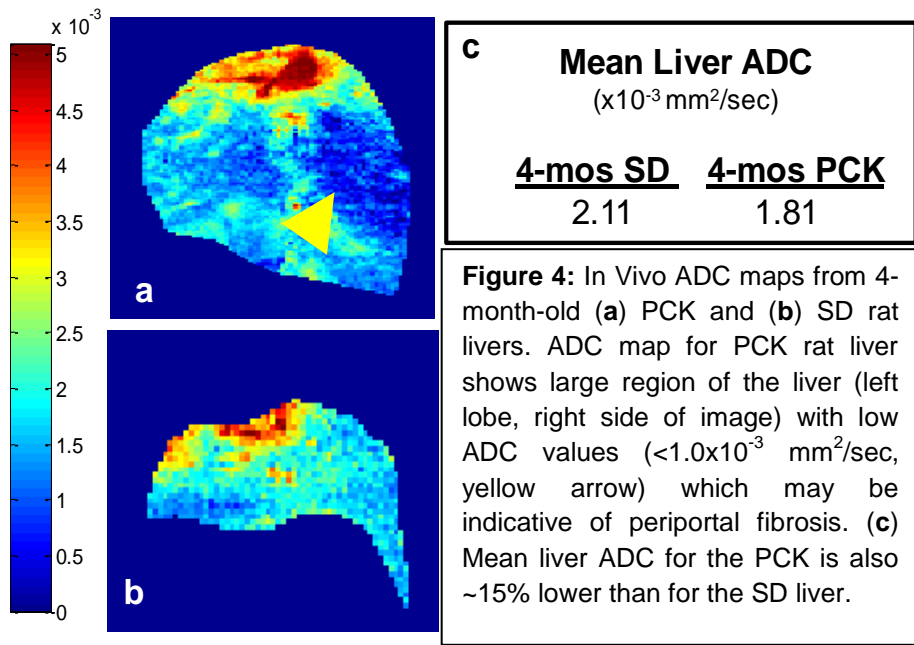 x 10⁻³
5
4.5
4
3.5
3
2.5
2
1.5
1
0.5
0
a
b
c
Mean Liver ADC
(x10⁻³ mm²/sec)
4-mos SD 4-mos PCK
2.11 1.81
Figure 4: In Vivo ADC maps from 4-
month-old (a) PCK and (b) SD rat
livers. ADC map for PCK rat liver
shows large region of the liver (left
lobe, right side of image) with low
ADC values (<1.0x10⁻³ mm²/sec,
yellow arrow) which may be
indicative of periportal fibrosis. (c)
Mean liver ADC for the PCK is also
~15% lower than for the SD liver.